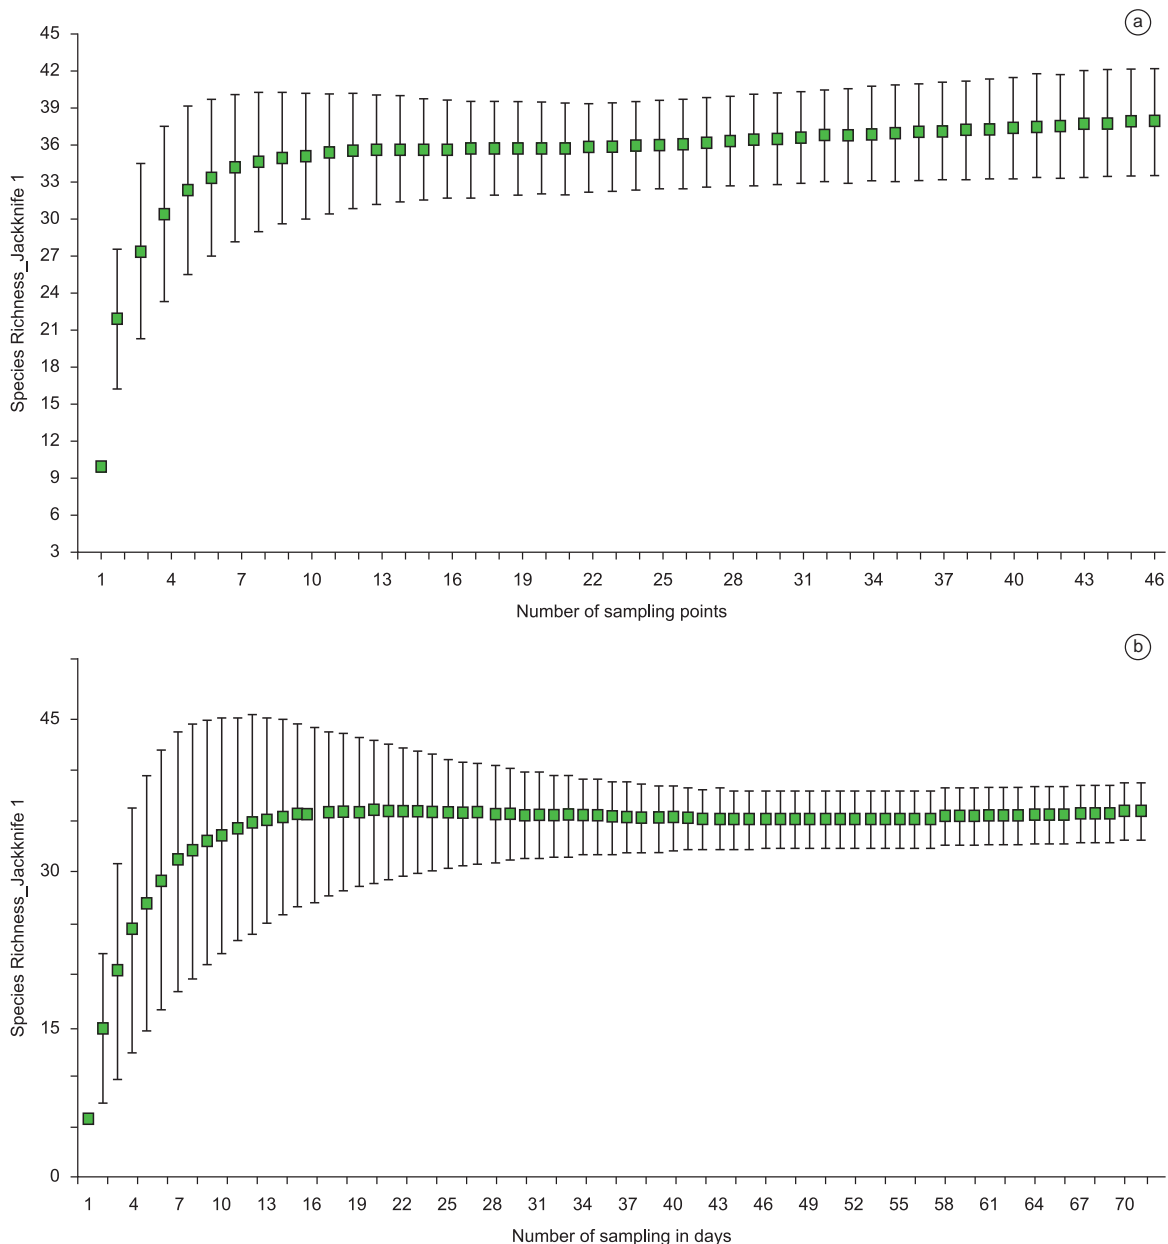 a
45
42
39
36
33
30
27
24
21
18
15
12
9
6
3
Species Richness_Jackknife 1
1 4 7 10 13 16 19 22 25 28 31 34 37 40 43 46
Number of sampling points
b
45
30
15
0
Species Richness_Jackknife 1
1 4 7 10 13 16 19 22 25 28 31 34 37 40 43 46 49 52 55 58 61 64 67 70
Number of sampling in days